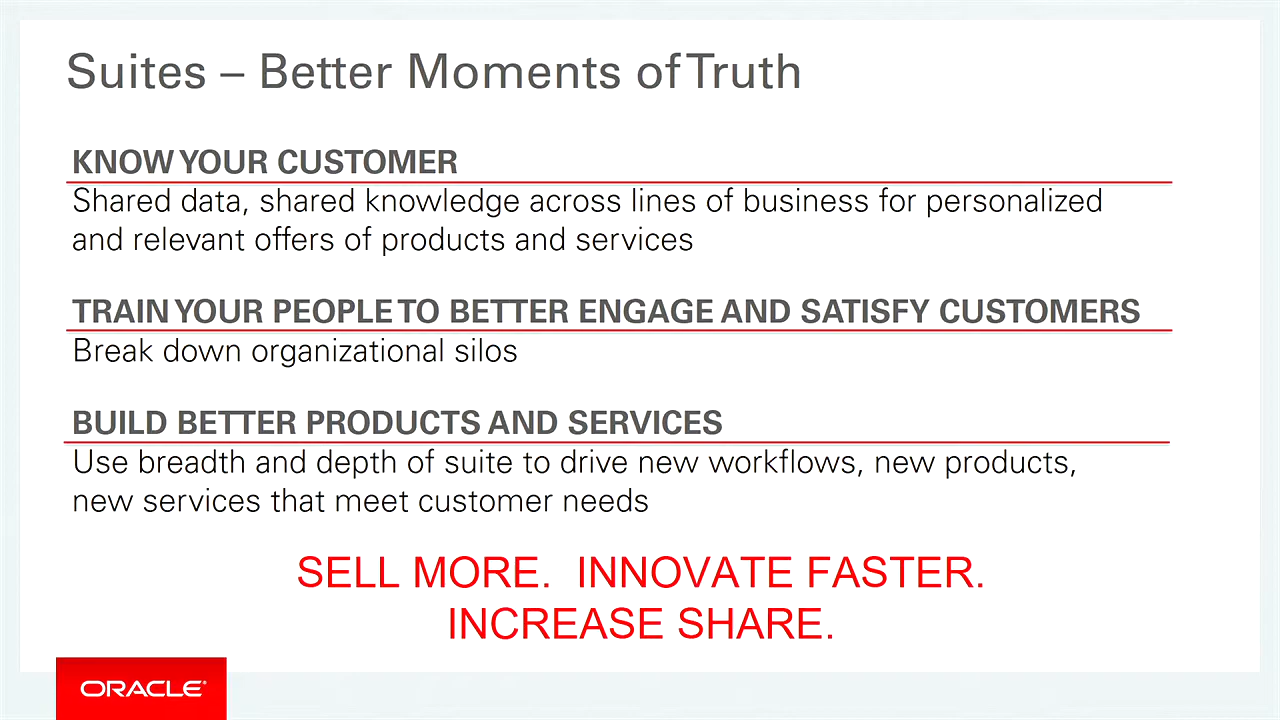 Suites – Better Moments of Truth
KNOW YOUR CUSTOMER
Shared data, shared knowledge across lines of business for personalized
and relevant offers of products and services
TRAIN YOUR PEOPLE TO BETTER ENGAGE AND SATISFY CUSTOMERS
Break down organizational silos
BUILD BETTER PRODUCTS AND SERVICES
Use breadth and depth of suite to drive new workflows, new products,
new services that meet customer needs
SELL MORE.  INNOVATE FASTER.
INCREASE SHARE.
ORACLE®